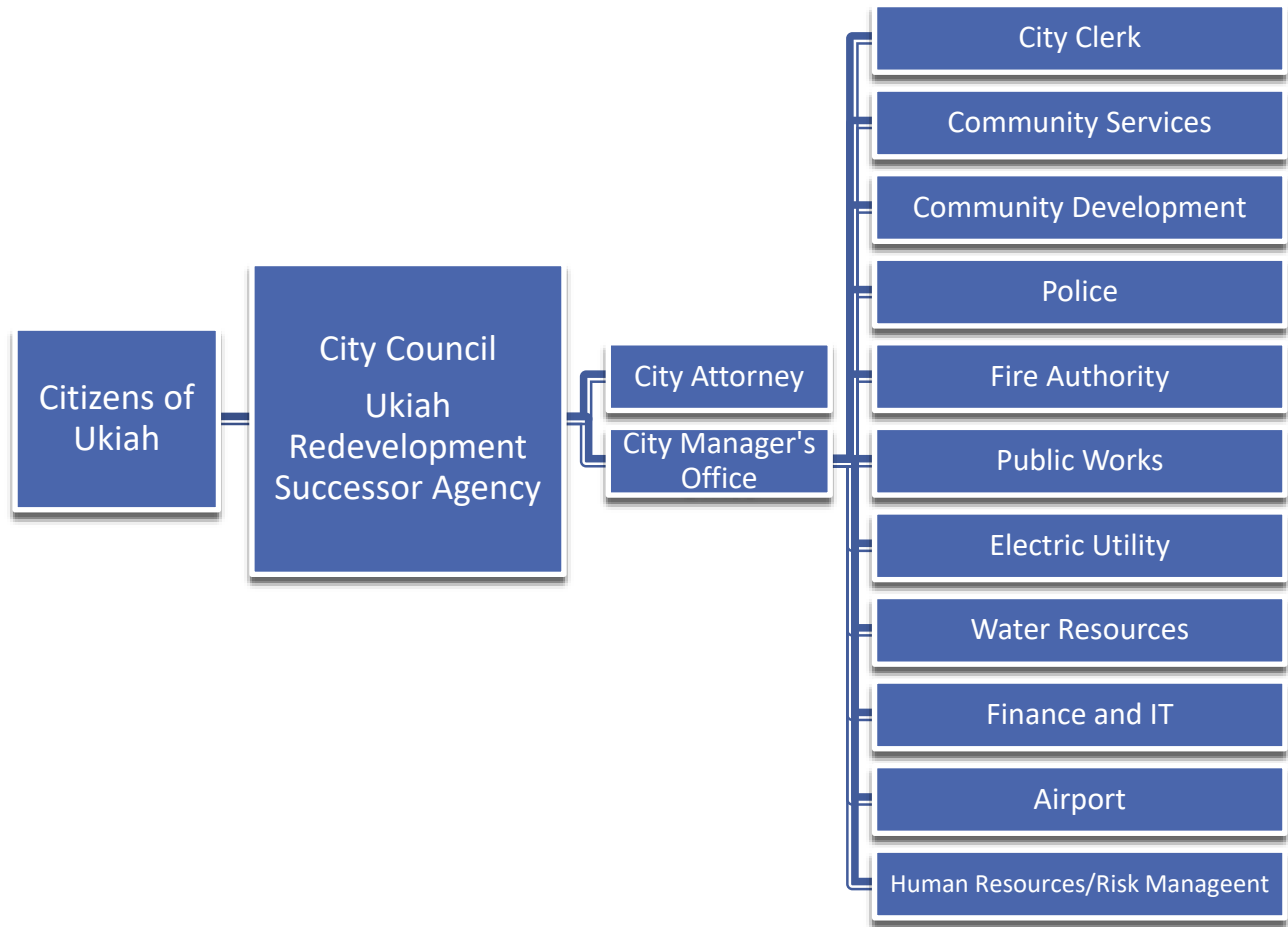 Citizens of
Ukiah
City Council
Ukiah
Redevelopment
Successor Agency
City Attorney
City Manager's
Office
City Clerk
Community Services
Community Development
Police
Fire Authority
Public Works
Electric Utility
Water Resources
Finance and IT
Airport
Human Resources/Risk Manageent